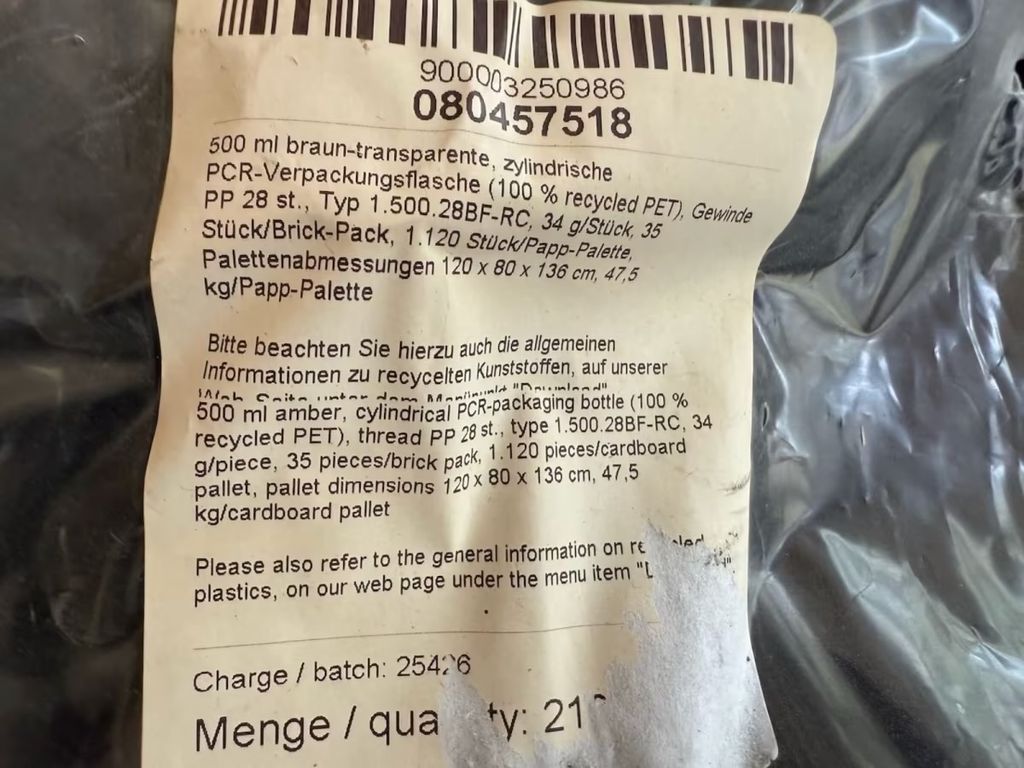 900003250986
080457518
500 ml braun-transparente, zylindrische
PCR-Verpackungsflasche (100 % recycled PET), Gewinde
PP 28 st., Typ 1.500.28BF-RC, 34 g/Stück, 35
Stück/Brick-Pack, 1.120 Stück/Papp-Palette,
Palettenabmessungen 120 x 80 x 136 cm, 47,5
kg/Papp-Palette
Bitte beachten Sie hierzu auch die allgemeinen
Informationen zu recycelten Kunststoffen, auf unserer
500 ml amber, cylindrical PCR-packaging bottle (100 %
recycled PET), thread PP 28 st., type 1.500.28BF-RC, 34
g/piece, 35 pieces/brick pack, 1.120 pieces/cardboard
pallet, pallet dimensions 120 x 80 x 136 cm, 47,5
kg/cardboard pallet
Please also refer to the general information on
plastics, on our web page under the menu item
Charge / batch:
Menge /